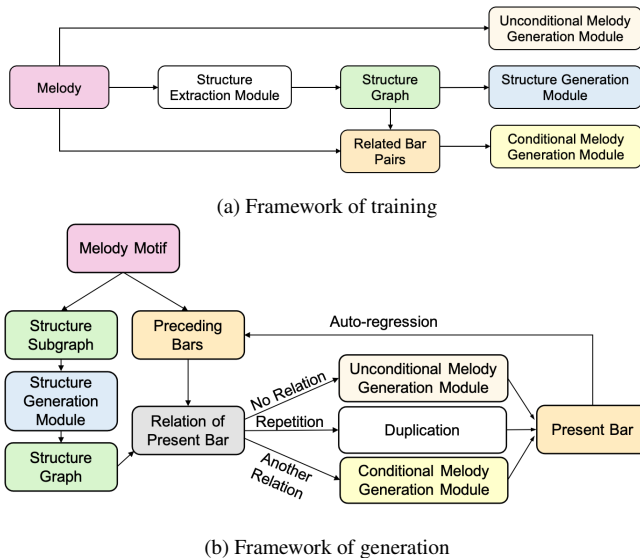 Unconditional Melody
Generation Module
Melody
Structure
Extraction Module
Structure
Graph
Structure Generation
Module
Related Bar
Pairs
Conditional Melody
Generation Module
(a) Framework of training
Melody Motif
Structure
Subgraph
Preceding
Bars
Auto-regression
Structure
Generation
Module
No Relation
Unconditional Melody
Generation Module
Relation of
Present Bar
Repetition
Duplication
Present Bar
Structure
Graph
Another
Relation
Conditional Melody
Generation Module
(b) Framework of generation